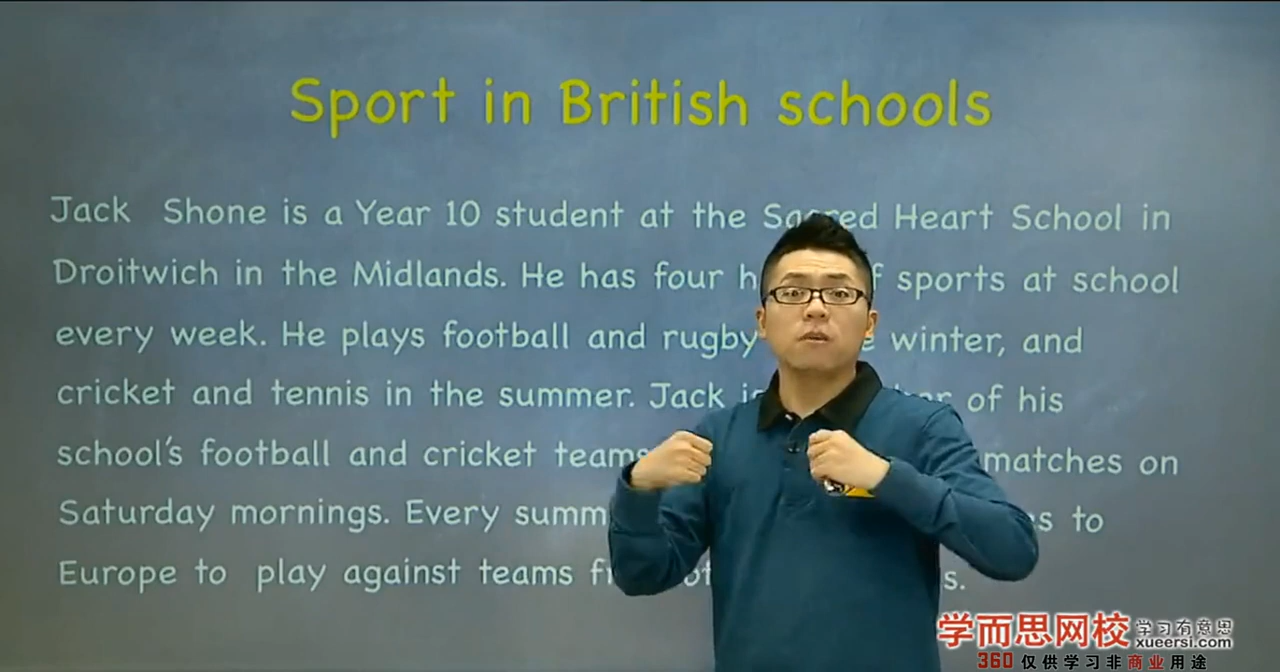 Sport in British schools
Jack Shone is a Year 10 student at the Sacred Heart School in
Droitwich in the Midlands. He has four sports at school
every week. He plays football and rugby winter, and
cricket and tennis in the summer. Jack of his
school's football and cricket teams matches on
Saturday mornings. Every to
Europe to play against teams
学而思网校 学习有意思
xueersi.com
360 仅供学习非商业用途